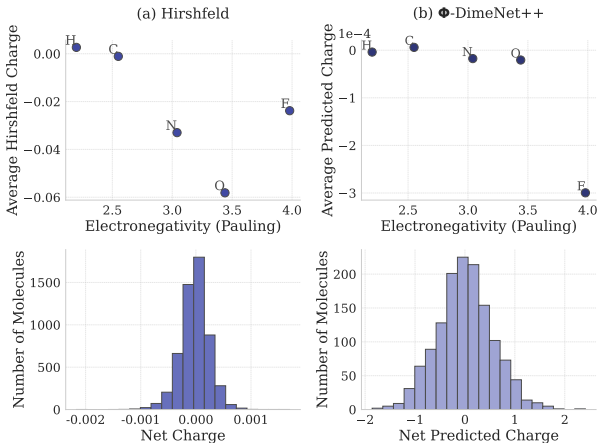 (a) Hirshfeld
Average Hirshfeld Charge
0.00
−0.02
−0.04
−0.06
H
C
N
O
F
2.5 3.0 3.5 4.0
Electronegativity (Pauling)
(b) Φ-DimeNet++
1e−4
Average Predicted Charge
0
−1
−2
−3
H
C
N
O
F
2.5 3.0 3.5 4.0
Electronegativity (Pauling)
Number of Molecules
1500
1000
500
0
-0.002 -0.001 0.000 0.001
Net Charge
Number of Molecules
200
150
100
50
0
−2 −1 0 1 2
Net Predicted Charge